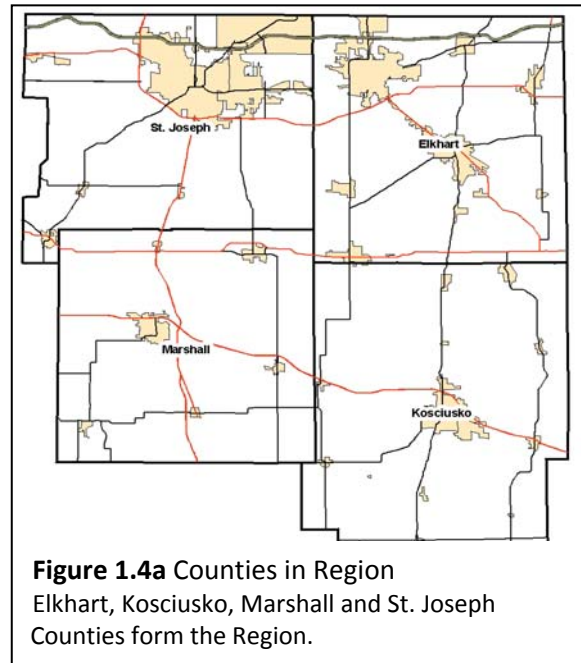 St. Joseph
Elkhart
Marshall
Kosciusko
Figure 1.4a Counties in Region
Elkhart, Kosciusko, Marshall and St. Joseph
Counties form the Region.